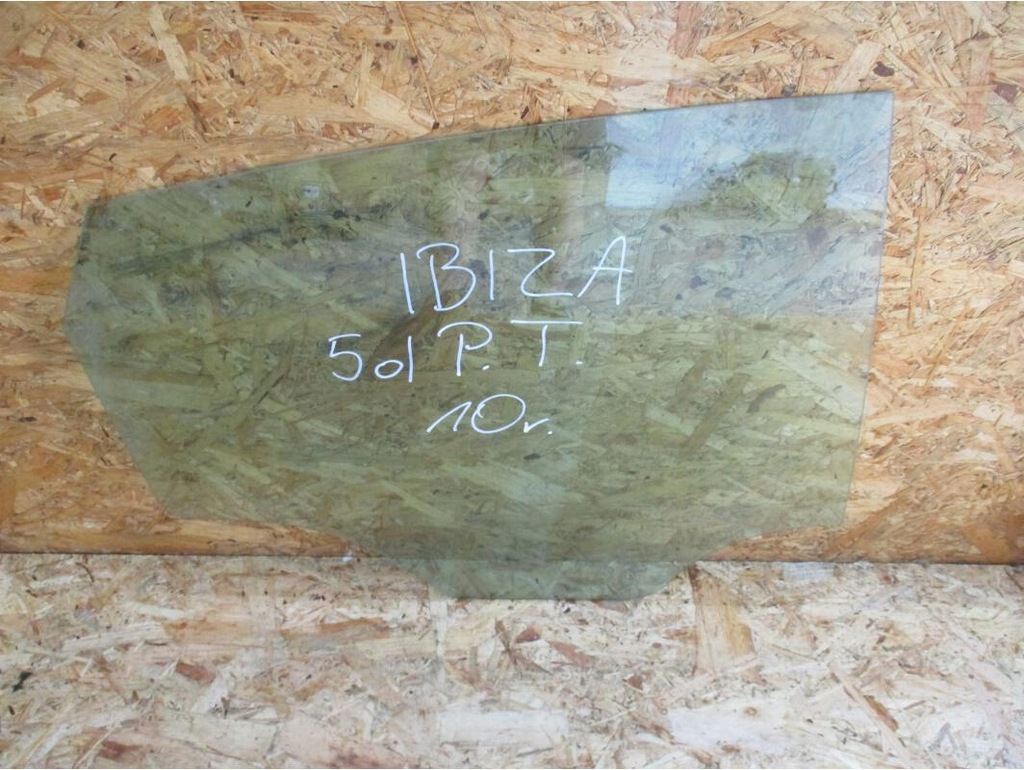 IBIZA
5d P. T.
10r.